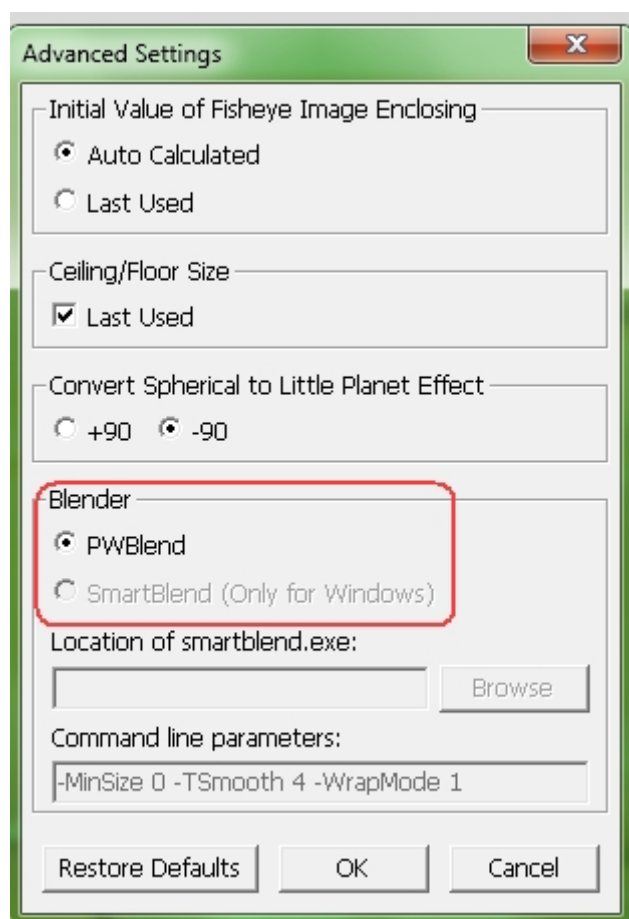 Advanced Settings
Initial Value of Fisheye Image Enclosing
Auto Calculated
Last Used
Ceiling/Floor Size
Last Used
Convert Spherical to Little Planet Effect
+90 -90
Blender
PWBlend
SmartBlend (Only for Windows)
Location of smartblend.exe:
Browse
Command line parameters:
-MinSize 0 -TSmooth 4 -WrapMode 1
Restore Defaults OK Cancel